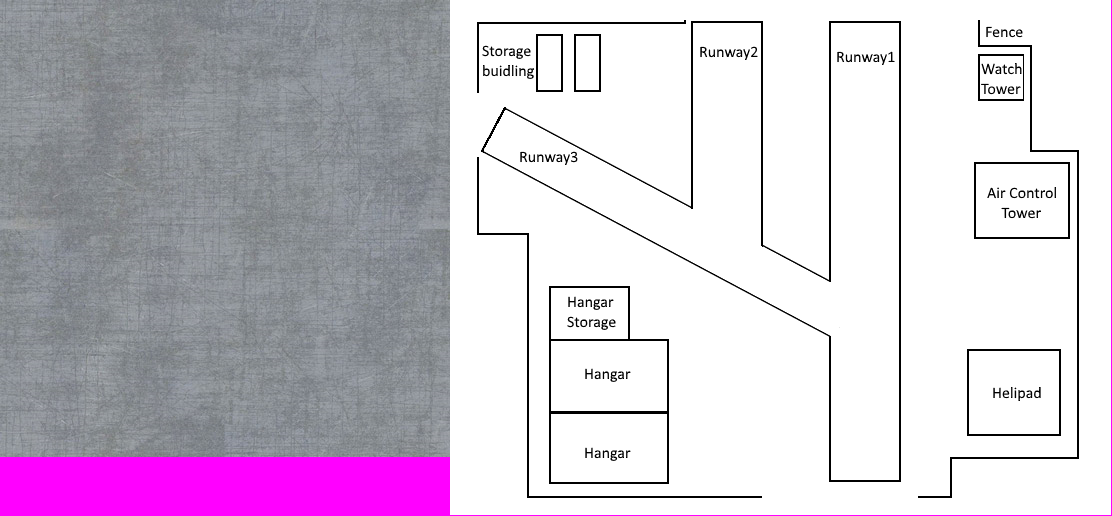 Storage
buidling
Runway2
Runway1
Fence
Watch
Tower
Runway3
Air Control
Tower
Hangar
Storage
Hangar
Helipad
Hangar